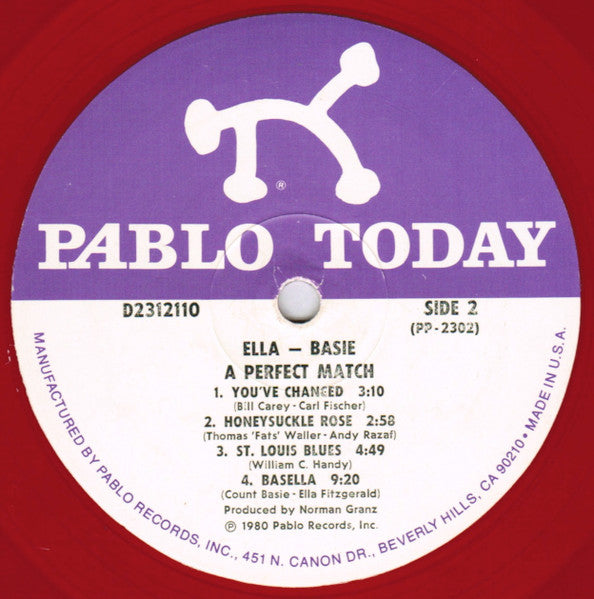 ®
PABLO TODAY
D2312110
SIDE 2
(PP-2302)
ELLA – BASIE
A PERFECT MATCH
1. YOU'VE CHANGED 3:10
(Bill Carey - Carl Fischer)
2. HONEYSUCKLE ROSE 2:58
(Thomas 'Fats' Waller - Andy Razaf)
3. ST. LOUIS BLUES 4:49
(William C. Handy)
4. BASELLA 9:20
(Count Basie - Ella Fitzgerald)
Produced by Norman Granz
℗ 1980 Pablo Records, Inc.
MANUFACTURED BY PABLO RECORDS, INC., 451 N. CANON DR., BEVERLY HILLS, CA 90210 • MADE IN U.S.A.